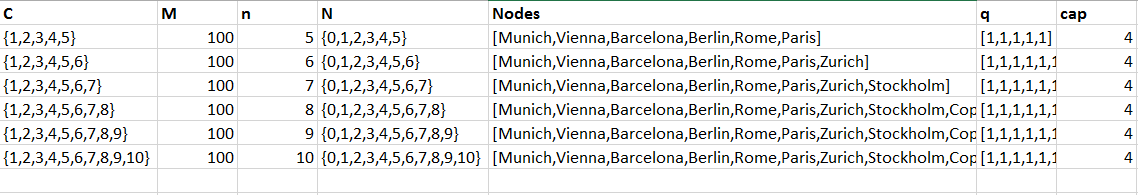 C M n N Nodes q cap
{1,2,3,4,5} 100 5 {0,1,2,3,4,5} [Munich,Vienna,Barcelona,Berlin,Rome,Paris] [1,1,1,1,1] 4
{1,2,3,4,5,6} 100 6 {0,1,2,3,4,5,6} [Munich,Vienna,Barcelona,Berlin,Rome,Paris,Zurich] [1,1,1,1,1,1 4
{1,2,3,4,5,6,7} 100 7 {0,1,2,3,4,5,6,7} [Munich,Vienna,Barcelona,Berlin,Rome,Paris,Zurich,Stockholm] [1,1,1,1,1,1 4
{1,2,3,4,5,6,7,8} 100 8 {0,1,2,3,4,5,6,7,8} [Munich,Vienna,Barcelona,Berlin,Rome,Paris,Zurich,Stockholm,Cop [1,1,1,1,1,1 4
{1,2,3,4,5,6,7,8,9} 100 9 {0,1,2,3,4,5,6,7,8,9} [Munich,Vienna,Barcelona,Berlin,Rome,Paris,Zurich,Stockholm,Cop [1,1,1,1,1,1 4
{1,2,3,4,5,6,7,8,9,10} 100 10 {0,1,2,3,4,5,6,7,8,9,10} [Munich,Vienna,Barcelona,Berlin,Rome,Paris,Zurich,Stockholm,Cop [1,1,1,1,1,1 4